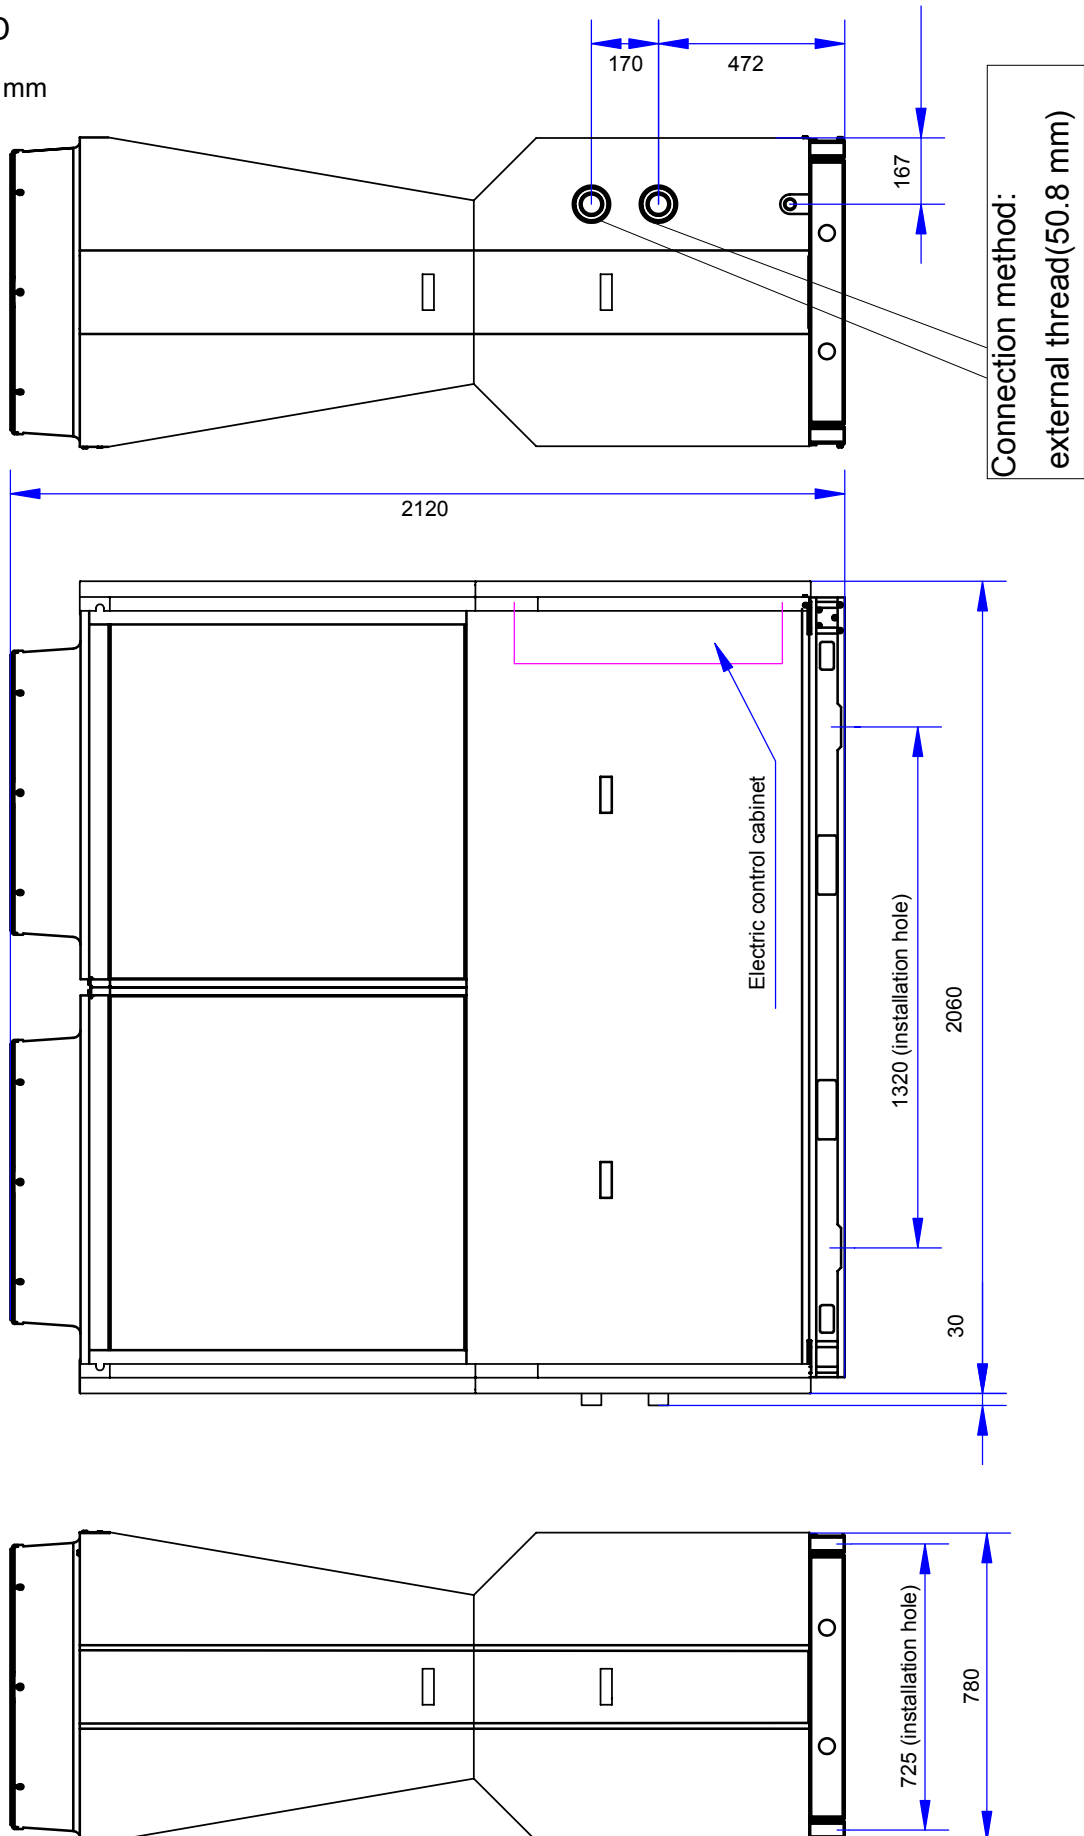 mm
170
472
167
Connection method:
external thread(50.8 mm)
2120
Electric control cabinet
1320 (installation hole)
2060
30
725 (installation hole)
780